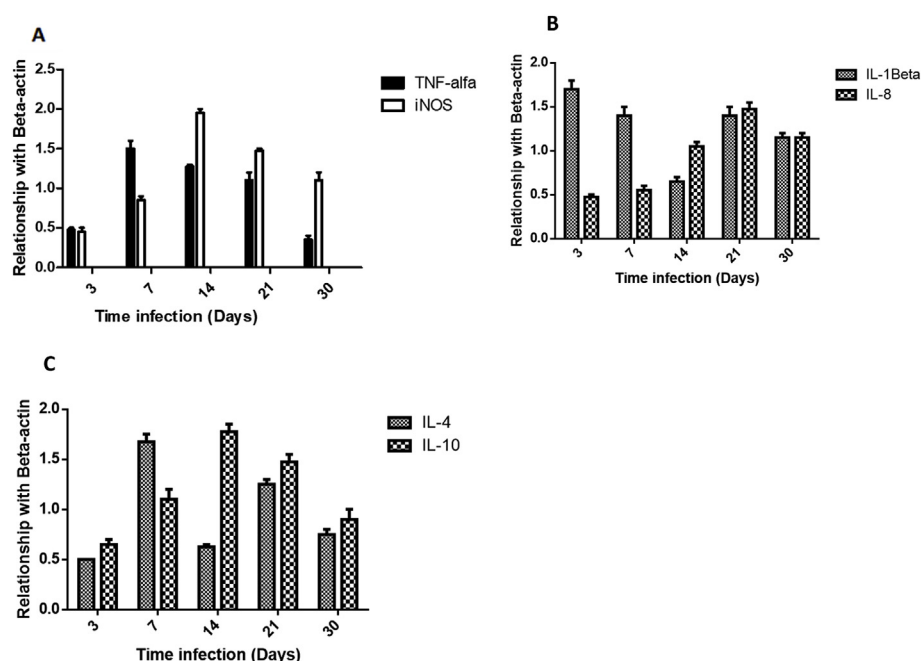 A
Relationship with Beta-actin
2.5
2.0
1.5
1.0
0.5
0.0
3
7
14
21
30
Time infection (Days)
TNF-alfa
iNOS
B
Relationship with Beta-actin
2.0
1.5
1.0
0.5
0.0
3
7
14
21
30
Time infection (Days)
IL-1Beta
IL-8
C
Relationship with Beta-actin
2.0
1.5
1.0
0.5
0.0
3
7
14
21
30
Time infection (Days)
IL-4
IL-10